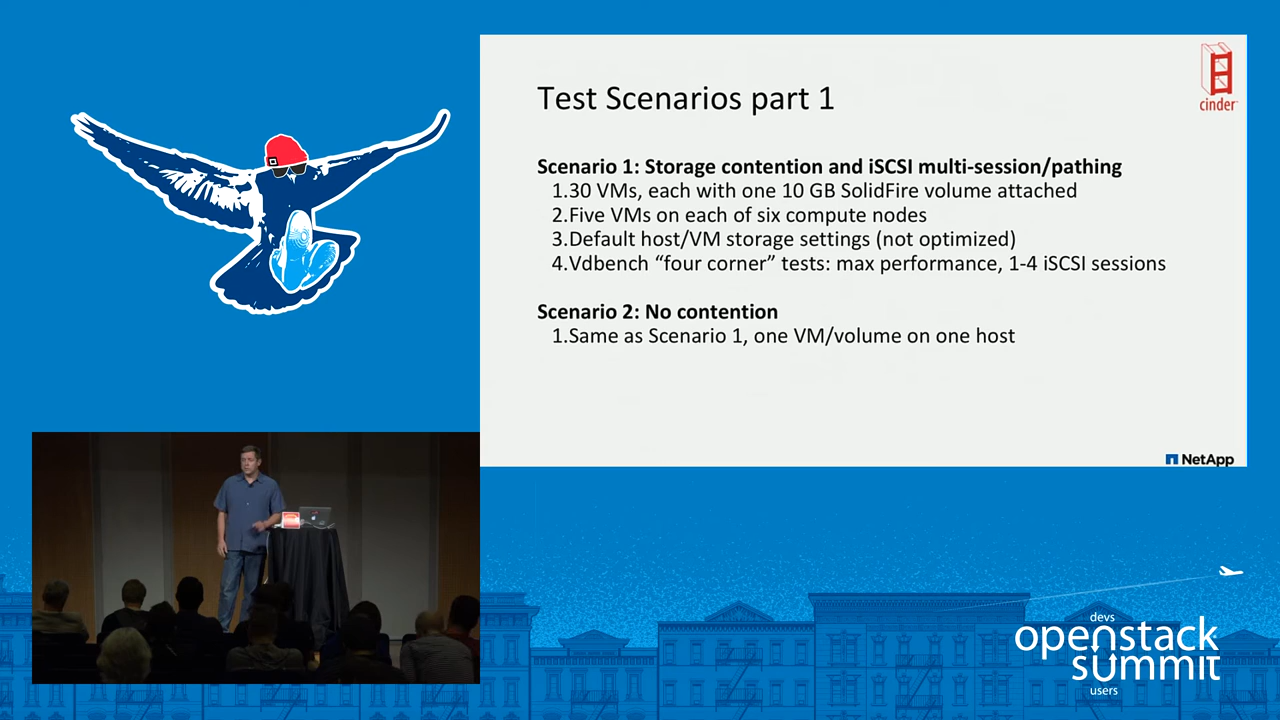 Test Scenarios part 1
cinder
Scenario 1: Storage contention and iSCSI multi-session/pathing
1.30 VMs, each with one 10 GB SolidFire volume attached
2.Five VMs on each of six compute nodes
3.Default host/VM storage settings (not optimized)
4.Vdbench “four corner” tests: max performance, 1-4 iSCSI sessions
Scenario 2: No contention
1.Same as Scenario 1, one VM/volume on one host
NetApp
devs
openstack
summit
users